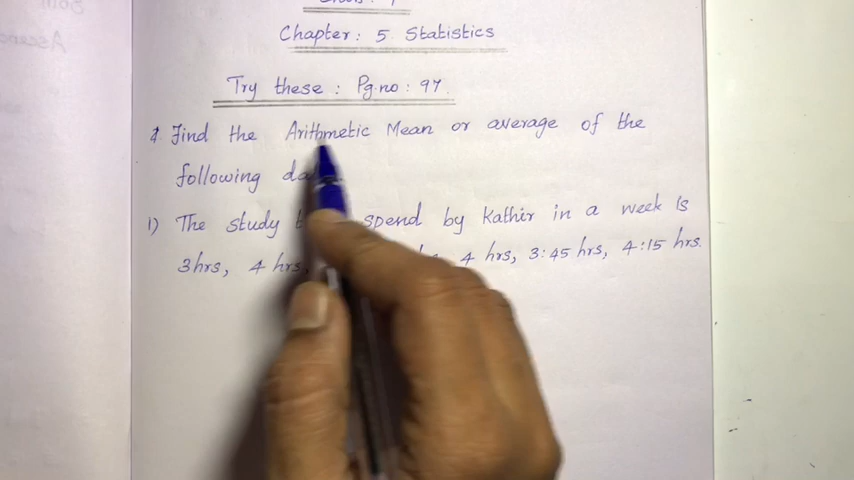 Chapter: 5 Statistics
Try these: Pg.no: 97.
Find the Arithmetic Mean or average of the
following
1) The study spend by Kathir in a week is
3hrs, 4 hrs, 4 hrs, 3:45 hrs, 4:15 hrs.